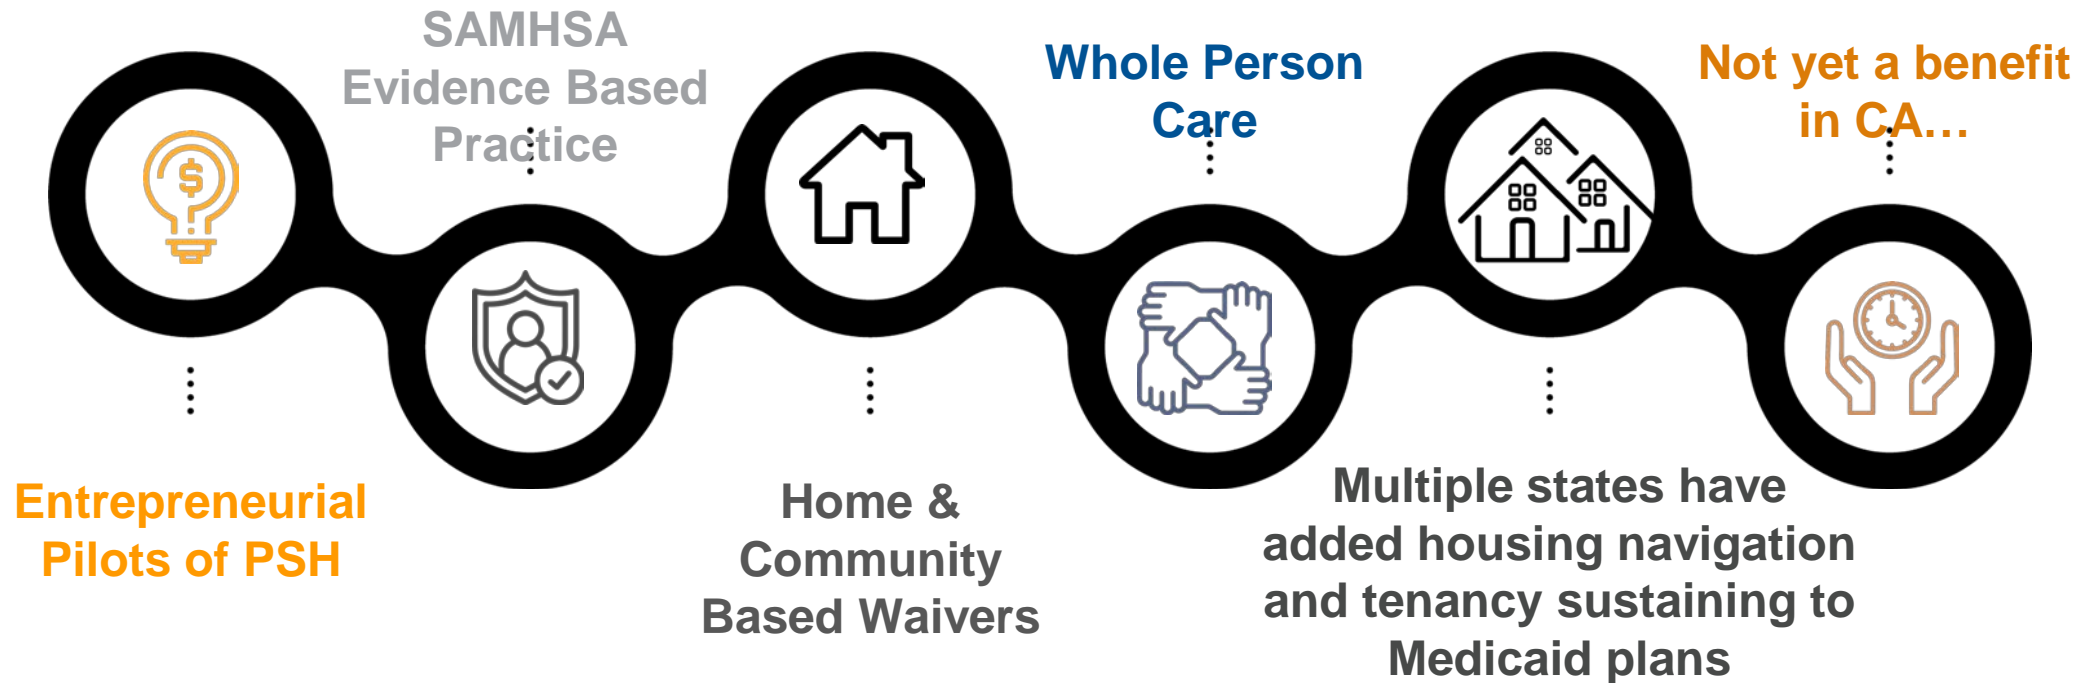 SAMHSA
Evidence Based
Practice
Whole Person
Care
Not yet a benefit
in CA…
$
Entrepreneurial
Pilots of PSH
Home &
Community
Based Waivers
Multiple states have
added housing navigation
and tenancy sustaining to
Medicaid plans